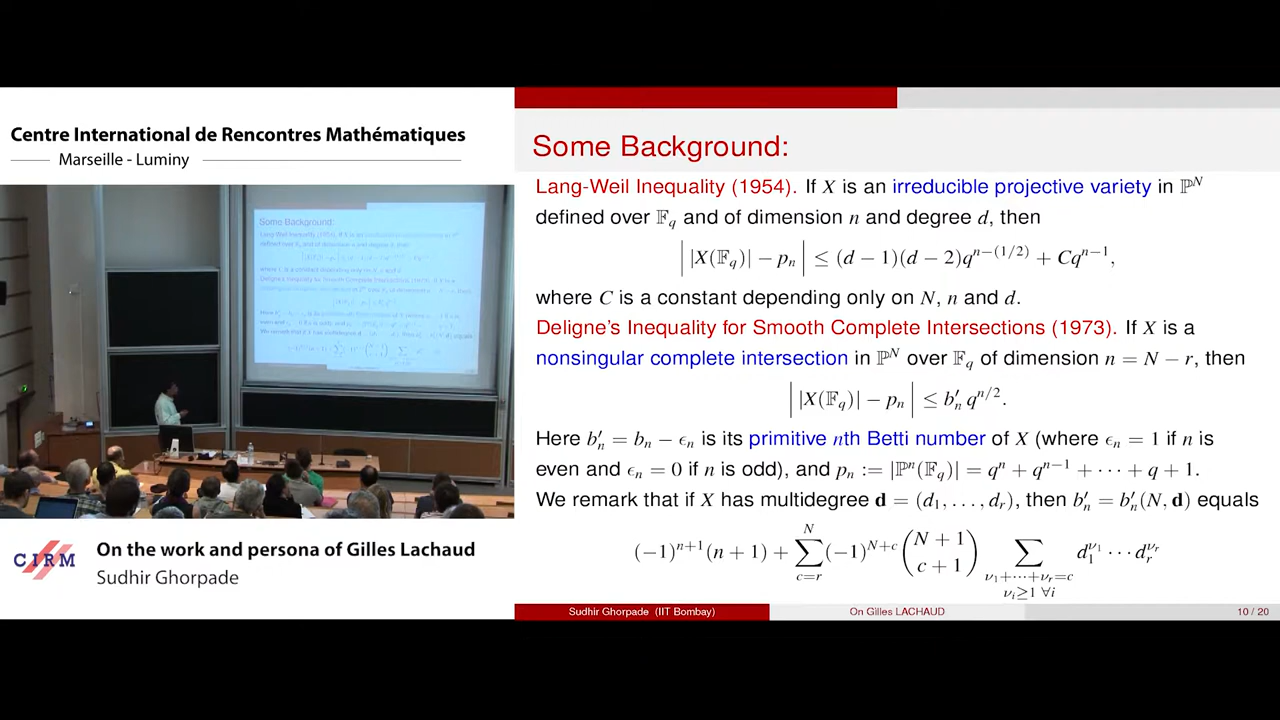 Centre International de Rencontres Mathématiques
Marseille - Luminy
Some Background:
Lang-Weil Inequality (1954). If X is an irreducible projective variety in ℙ^N
defined over 𝔽_q and of dimension n and degree d, then
| |X(𝔽_q)| − p_n | ≤ (d − 1)(d − 2)q^{n−(1/2)} + Cq^{n−1},
where C is a constant depending only on N, n and d.
Deligne's Inequality for Smooth Complete Intersections (1973). If X is a
nonsingular complete intersection in ℙ^N over 𝔽_q of dimension n = N − r, then
| |X(𝔽_q)| − p_n | ≤ b′_n q^{n/2}.
Here b′_n = b_n − ϵ_n is its primitive nth Betti number of X (where ϵ_n = 1 if n is
even and ϵ_n = 0 if n is odd), and p_n := |ℙ^n(𝔽_q)| = q^n + q^{n−1} + ··· + q + 1.
We remark that if X has multidegree d = (d_1, . . . , d_r), then b′_n = b′_n(N, d) equals
(−1)^{n+1}(n + 1) + ∑_{c=r}^{N} (−1)^{N+c} \binom{N + 1}{c + 1} ∑_{ν_1+···+ν_r=c, ν_i≥1 ∀i} d_1^{ν_1} ··· d_r^{ν_r}
CIRM
On the work and persona of Gilles Lachaud
Sudhir Ghorpade
Sudhir Ghorpade (IIT Bombay)
On Gilles LACHAUD
10 / 20
Some Background: